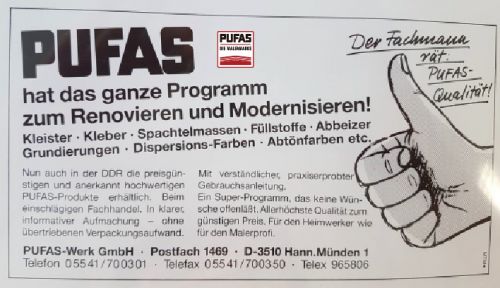 PUFAS
PUFAS
DIE MALERMARKE
Der Fachmann
rät:
PUFAS-
Qualität!
hat das ganze Programm
zum Renovieren und Modernisieren!
Kleister · Kleber · Spachtelmassen · Füllstoffe · Abbeizer
Grundierungen · Dispersions-Farben · Abtönfarben etc.
Nun auch in der DDR die preisgün-
stigen und anerkannt hochwertigen
PUFAS-Produkte erhältlich. Beim
einschlägigen Fachhandel. In klarer,
informativer Aufmachung – ohne
übertriebenen Verpackungsaufwand.
Mit verständlicher, praxiserprobter
Gebrauchsanleitung.
Ein Super-Programm, das keine Wün-
sche offenläßt. Allerhöchste Qualität zum
günstigen Preis. Für den Heimwerker wie
für den Malerprofi.
PUFAS-Werk GmbH · Postfach 1469 · D-3510 Hann.Münden 1
Telefon 05541/700301 · Telefax 05541/700350 · Telex 965806